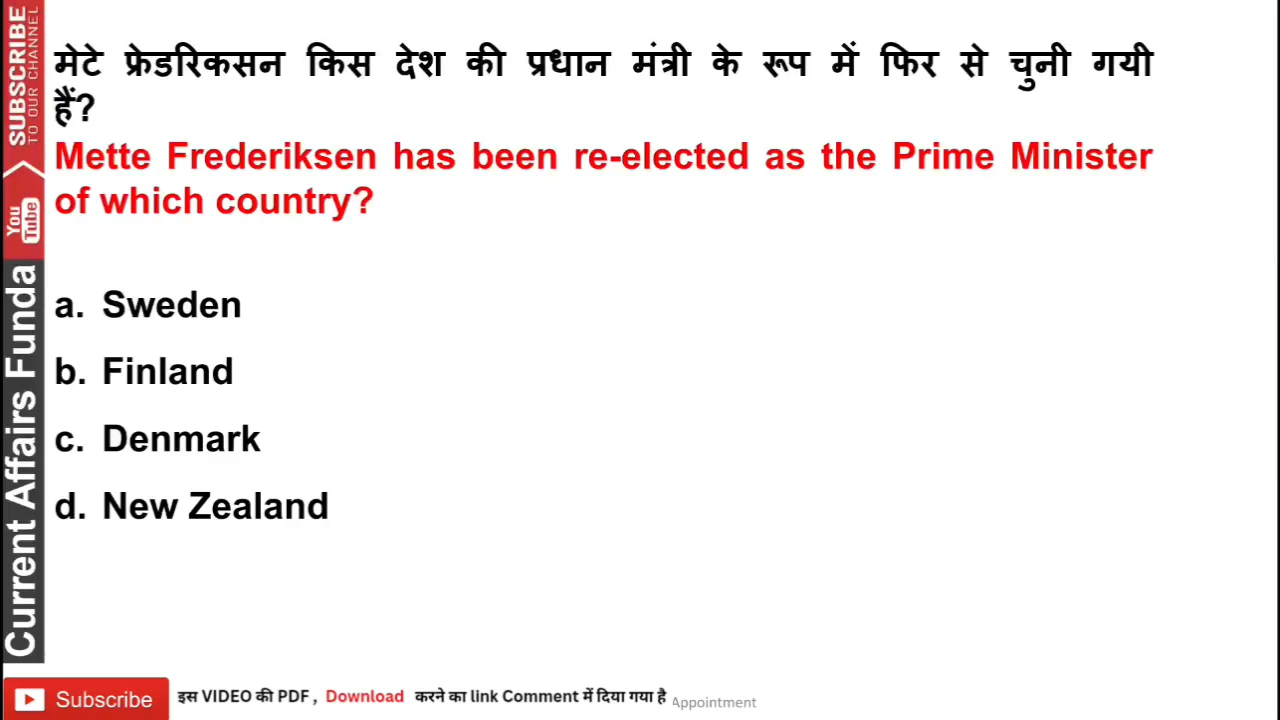 मेटे फ्रेडरिकसन किस देश की प्रधान मंत्री के रूप में फिर से चुनी गयी
हैं?
Mette Frederiksen has been re-elected as the Prime Minister
of which country?
a. Sweden
b. Finland
c. Denmark
d. New Zealand
SUBSCRIBE
TO OUR CHANNEL
You
Tube
Current Affairs Funda
Subscribe
इस VIDEO की PDF , Download करने का link Comment में दिया गया है
Appointment